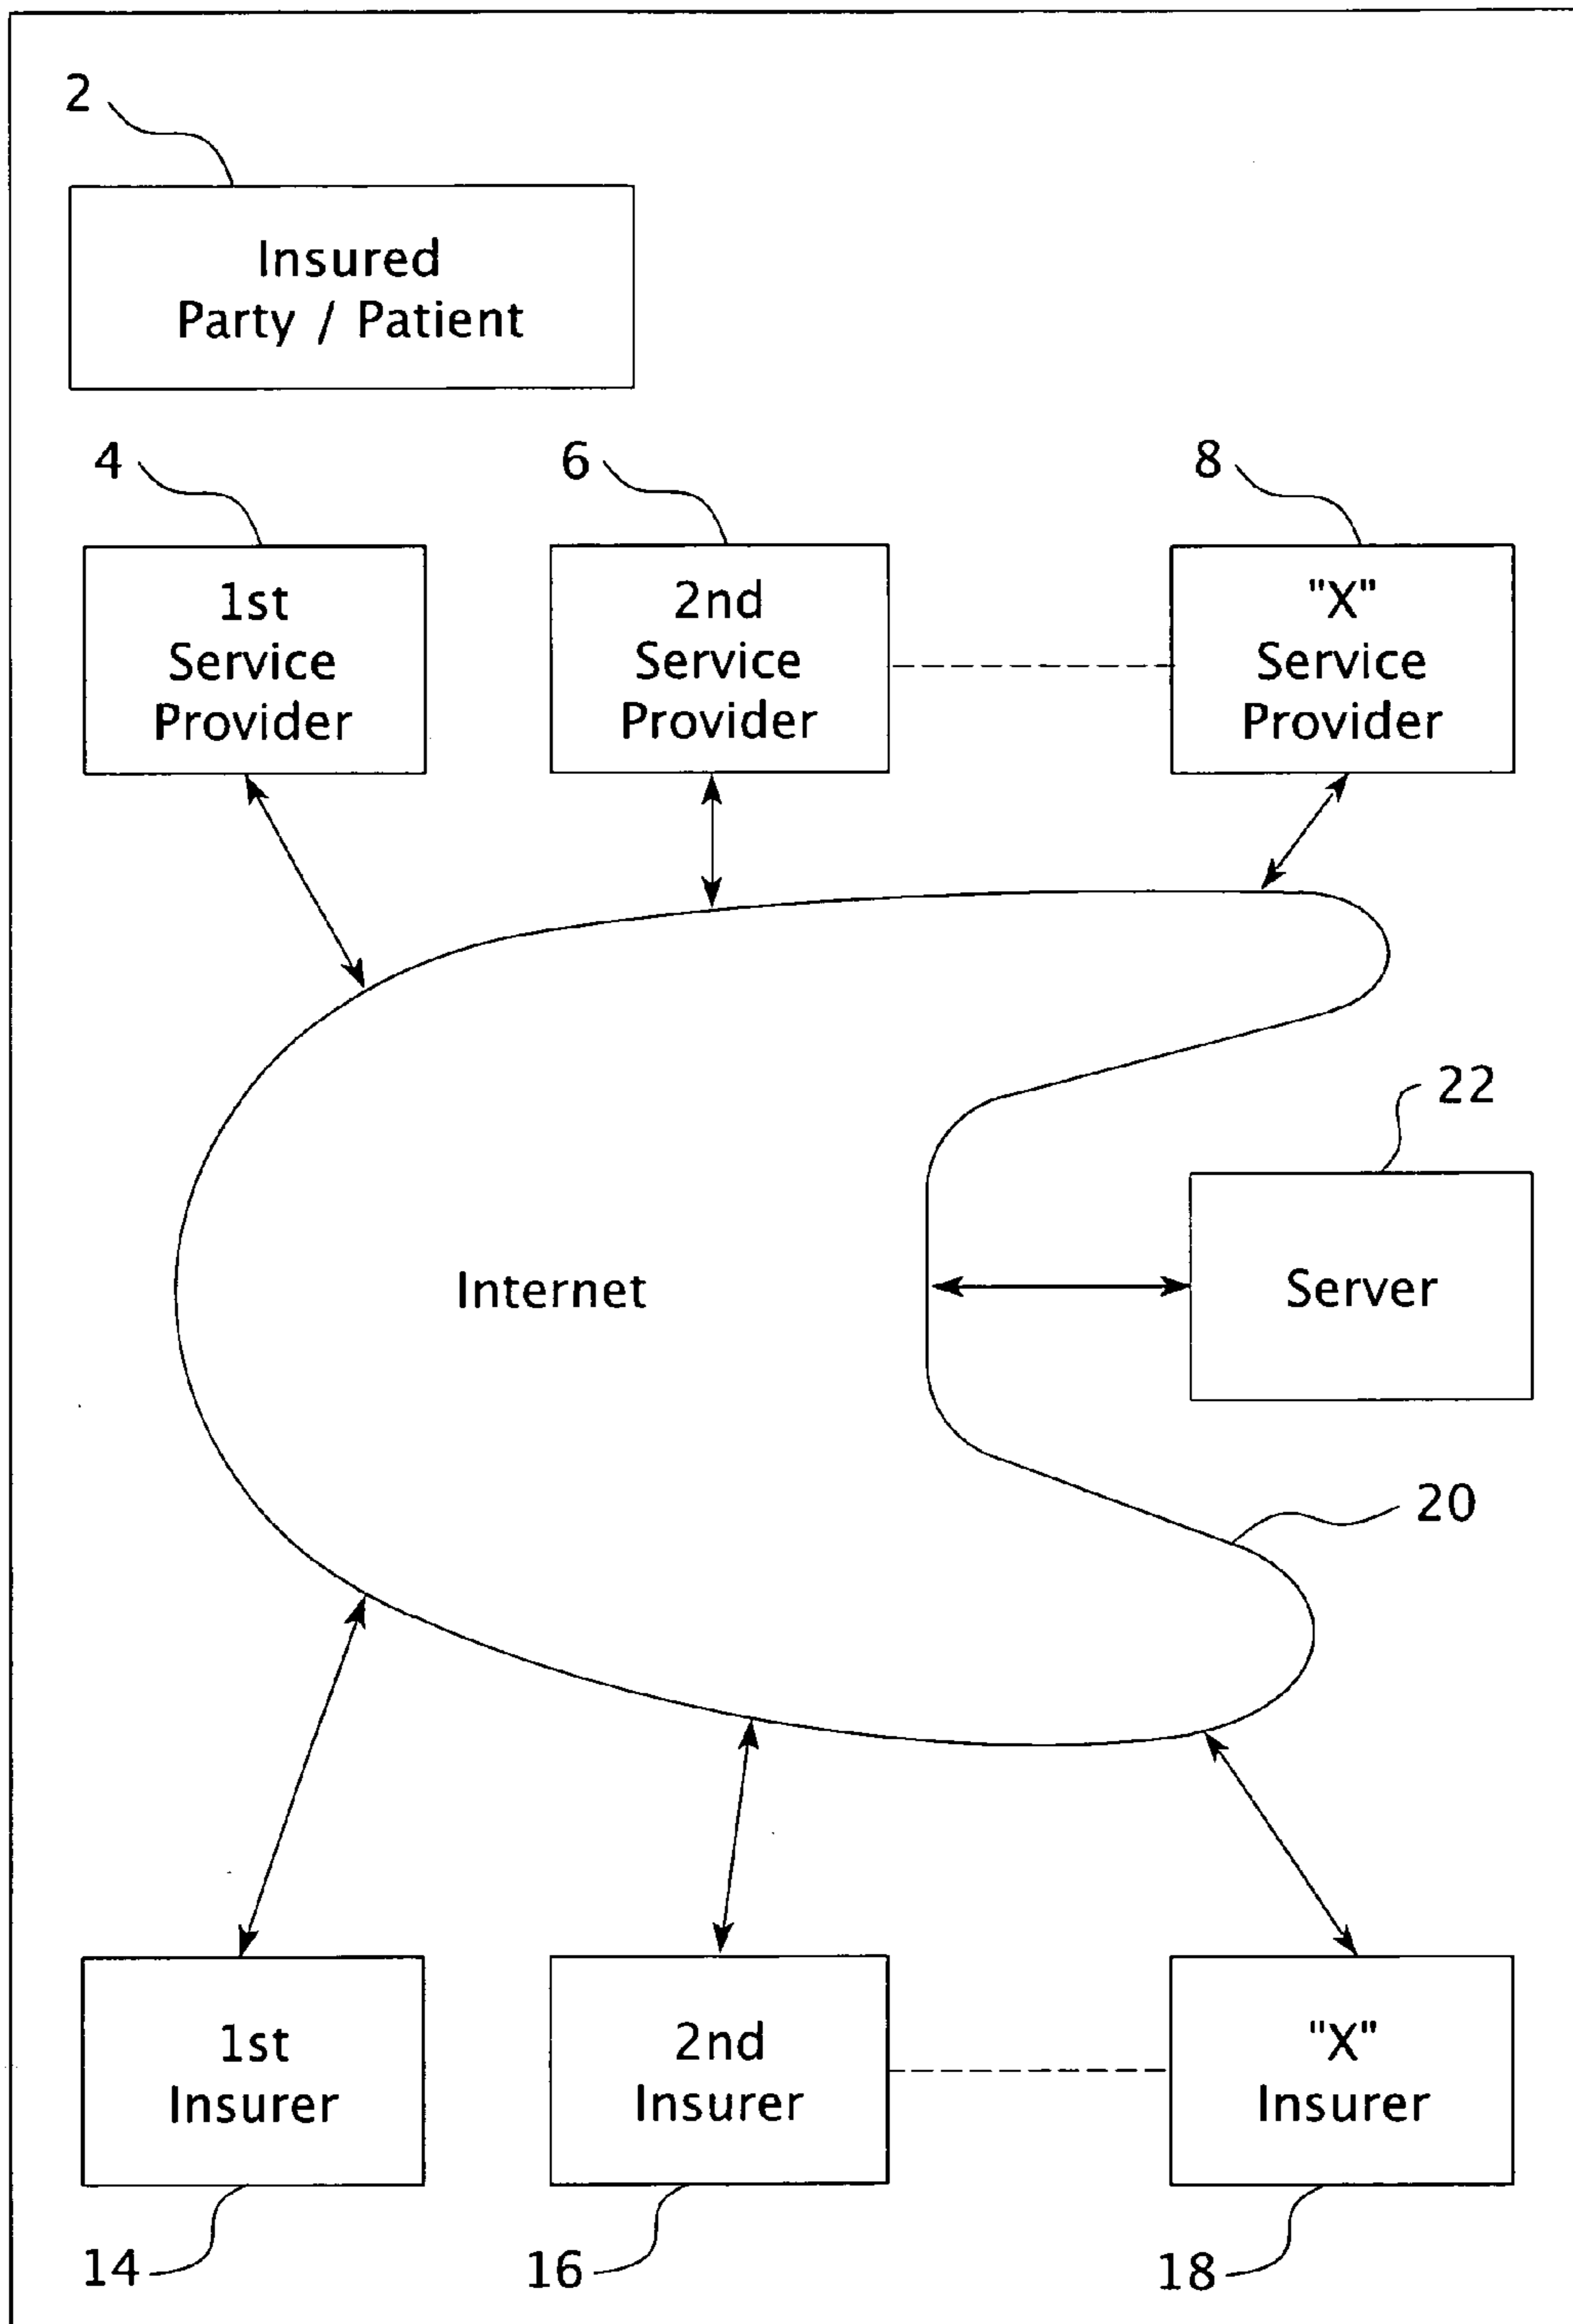 2
Insured
Party / Patient
4
6
8
1st
Service
Provider
2nd
Service
Provider
"X"
Service
Provider
22
Internet
Server
20
1st
Insurer
2nd
Insurer
"X"
Insurer
14
16
18